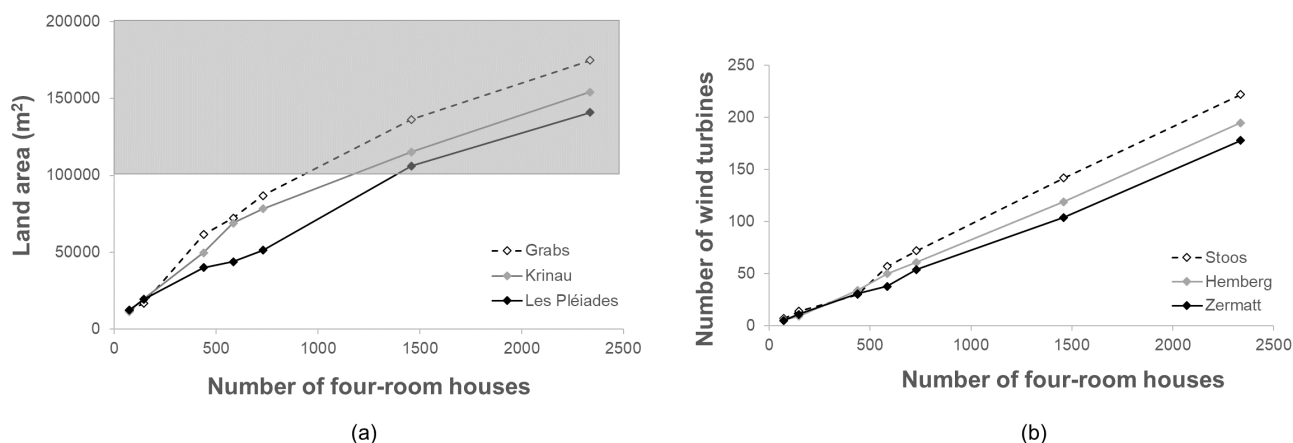 200000
150000
100000
50000
0
Land area (m²)
0 500 1000 1500 2000 2500
Number of four-room houses
Grabs
Krinau
Les Pléiades
(a)
250
200
150
100
50
0
Number of wind turbines
0 500 1000 1500 2000 2500
Number of four-room houses
Stoos
Hemberg
Zermatt
(b)